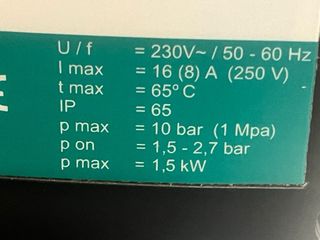 U / f = 230V~ / 50 - 60 Hz
I max = 16 (8) A (250 V)
t max = 65º C
IP = 65
p max = 10 bar (1 Mpa)
p on = 1,5 - 2,7 bar
p max = 1,5 kW